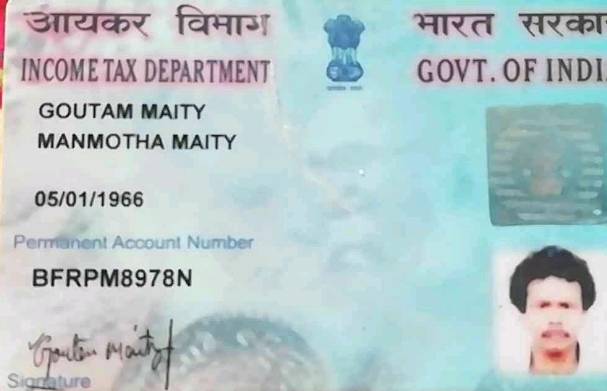 आयकर विभाग
INCOME TAX DEPARTMENT
भारत सरका
GOVT. OF INDI
GOUTAM MAITY
MANMOTHA MAITY
05/01/1966
Permanent Account Number
BFRPM8978N
Goutam Maity
Signature